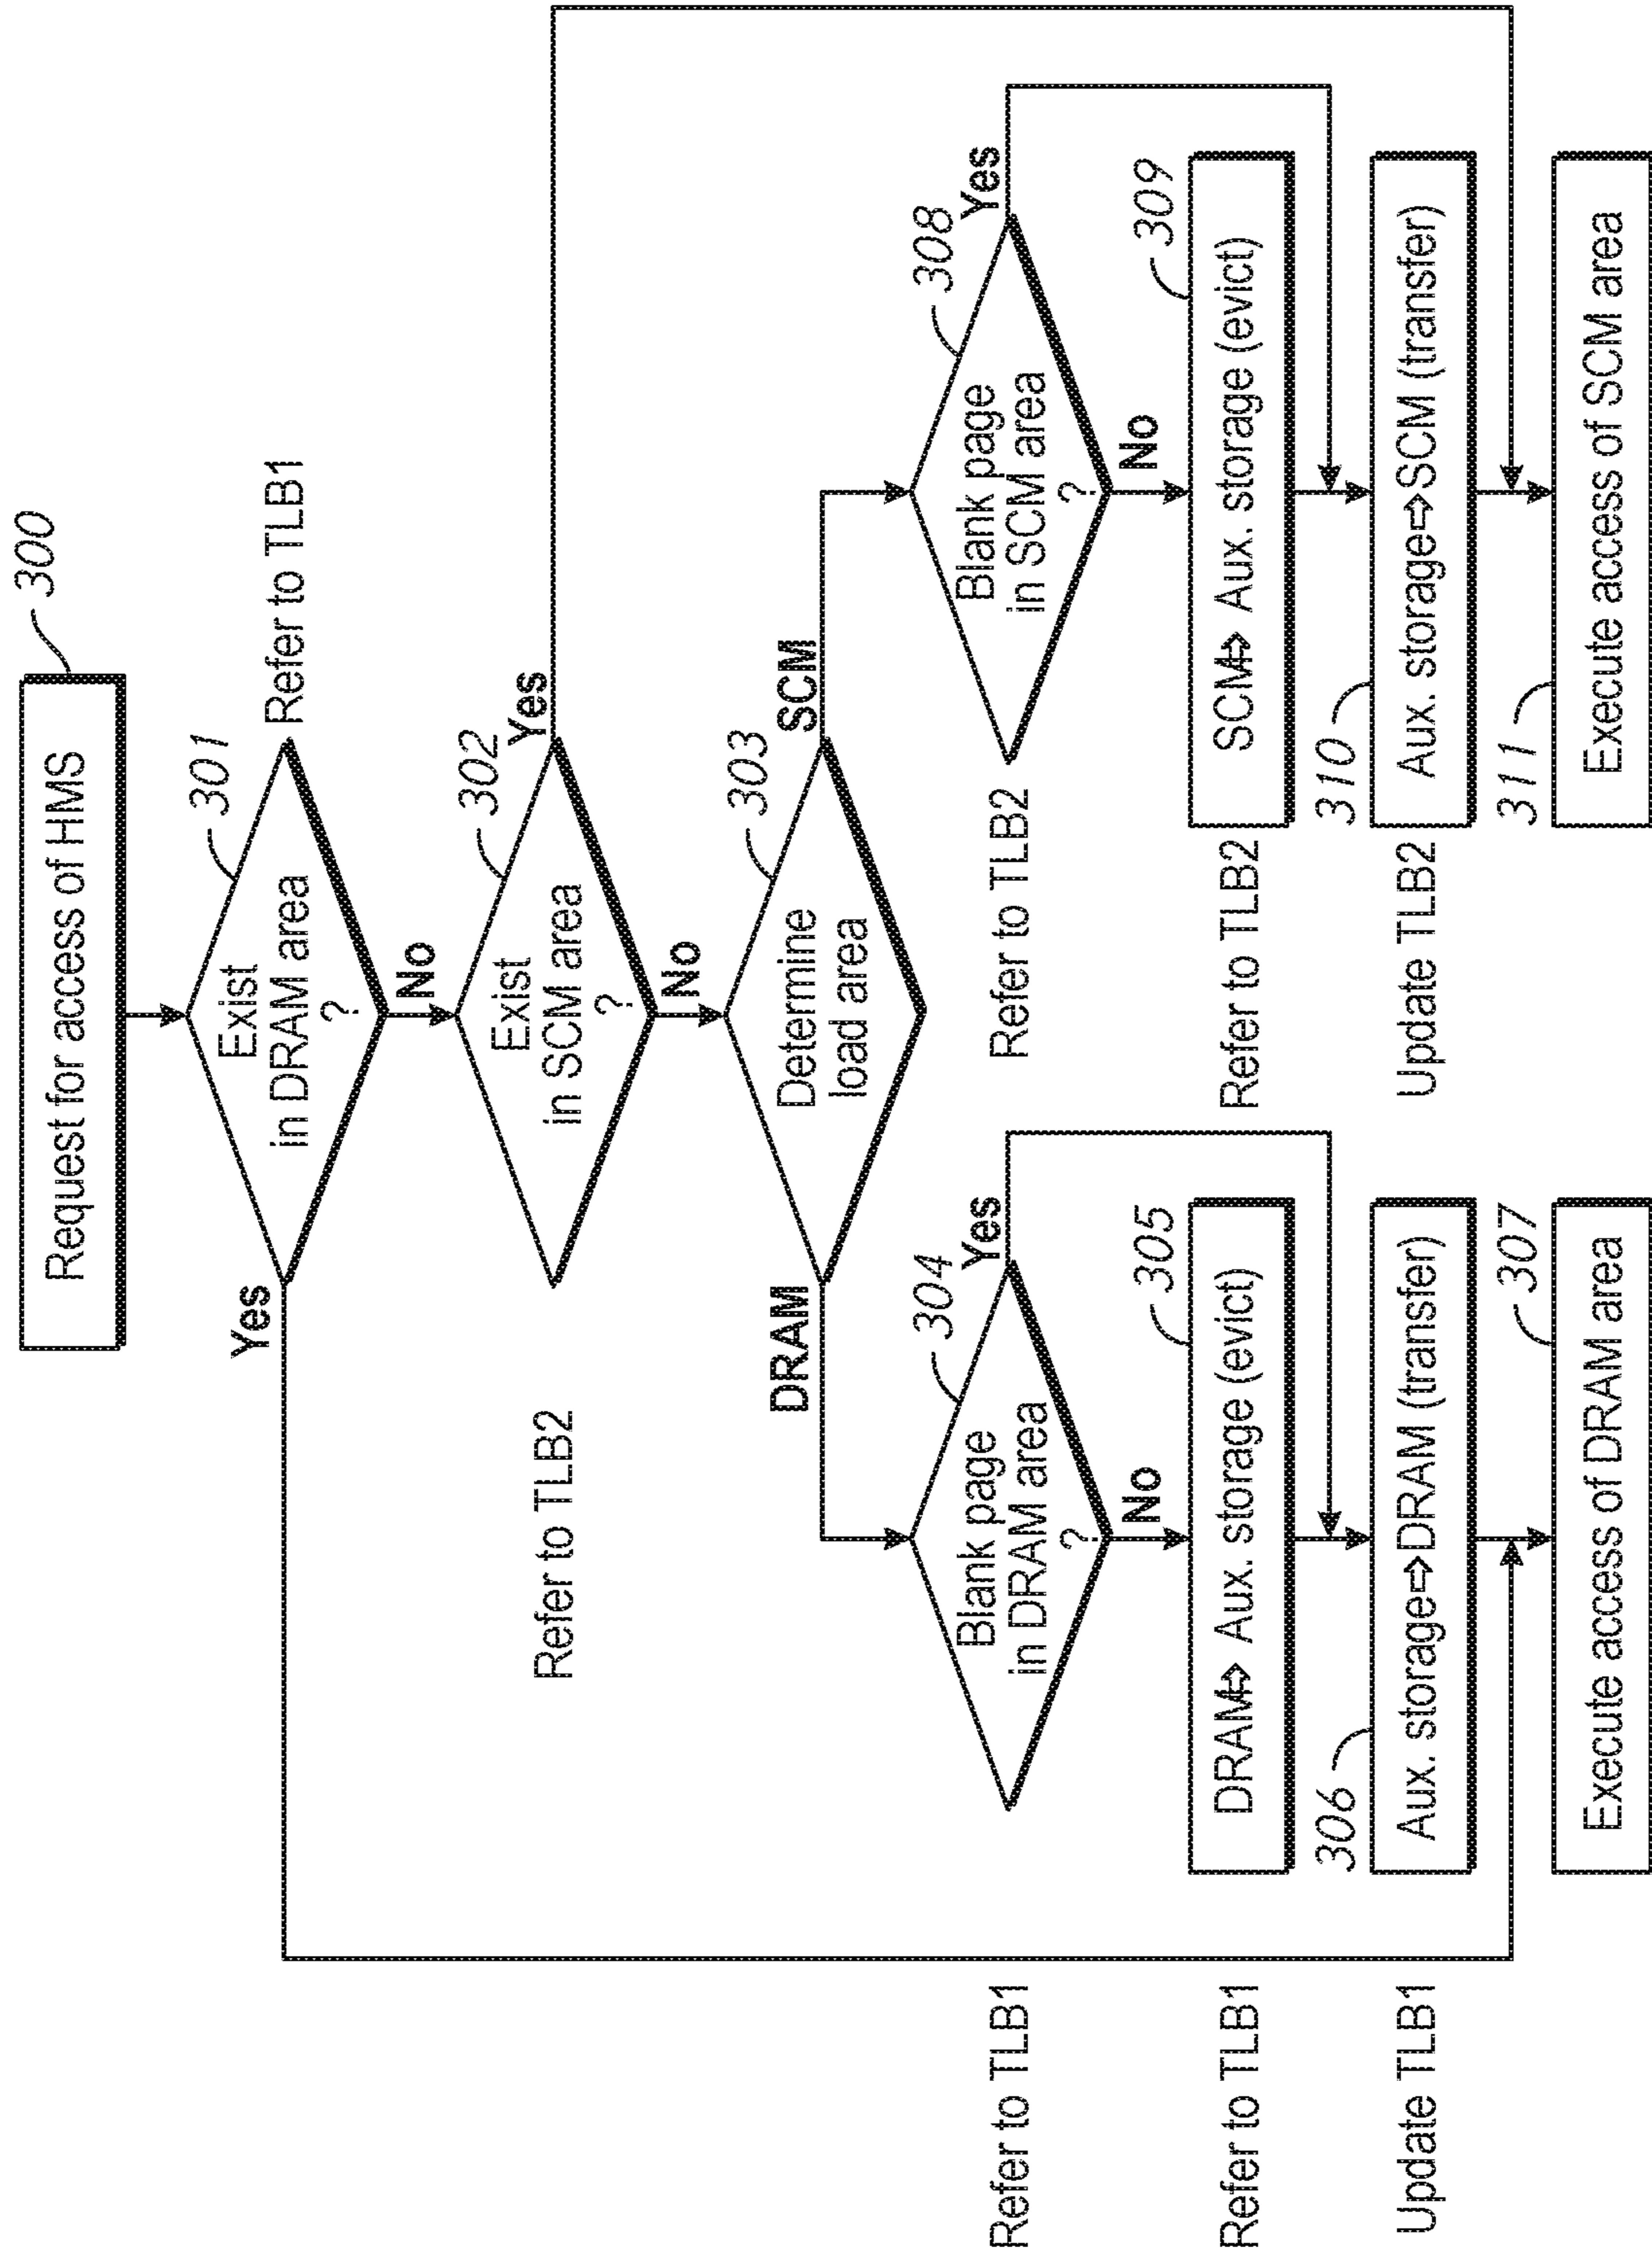 300
Request for access of HMS
301
Refer to TLB1
Exist
in DRAM area
?
Yes
No
302
Refer to TLB2
Exist
in SCM area
?
Yes
No
303
Determine
load area
DRAM
SCM
Refer to TLB1
304
Blank page
in DRAM area
?
Yes
No
Refer to TLB1
305
DRAM⇨ Aux. storage (evict)
Update TLB1
306
Aux. storage⇨DRAM (transfer)
307
Execute access of DRAM area
Refer to TLB2
308
Blank page
in SCM area
?
Yes
No
Refer to TLB2
309
SCM⇨ Aux. storage (evict)
Update TLB2
310
Aux. storage⇨SCM (transfer)
311
Execute access of SCM area